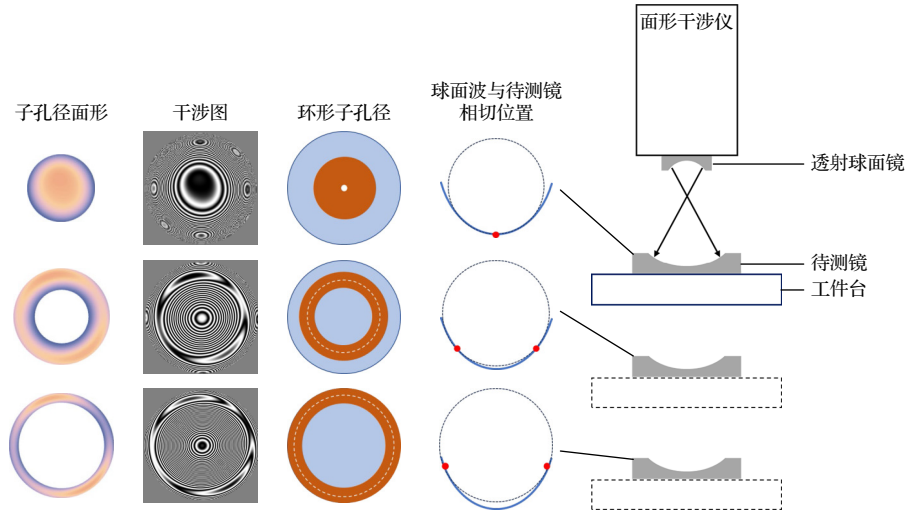 面形干涉仪
子孔径面形
干涉图
环形子孔径
球面波与待测镜
相切位置
透射球面镜
待测镜
工件台